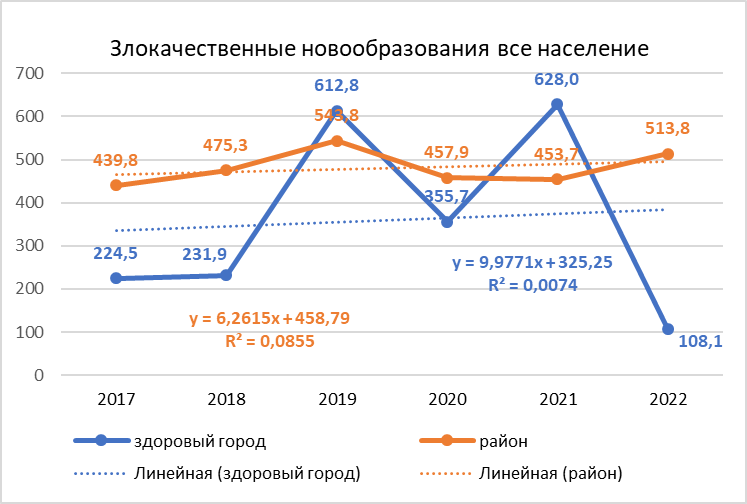 Злокачественные новообразования все население
700
600
500
400
300
200
100
0
612,8
628,0
543,8
513,8
439,8
475,3
457,9
453,7
355,7
224,5
231,9
y = 9,9771x + 325,25
R² = 0,0074
y = 6,2615x + 458,79
R² = 0,0855
108,1
2017 2018 2019 2020 2021 2022
здоровый город район
Линейная (здоровый город) Линейная (район)